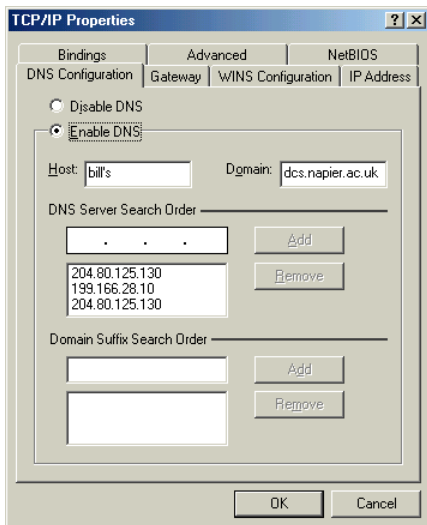 TCP/IP Properties
Bindings Advanced NetBIOS
DNS Configuration Gateway WINS Configuration IP Address
Disable DNS
Enable DNS
Host: bill's Domain: dcs.napier.ac.uk
DNS Server Search Order
. . .
Add
204.80.125.130
199.166.28.10
204.80.125.130
Remove
Domain Suffix Search Order
Add
Remove
OK Cancel